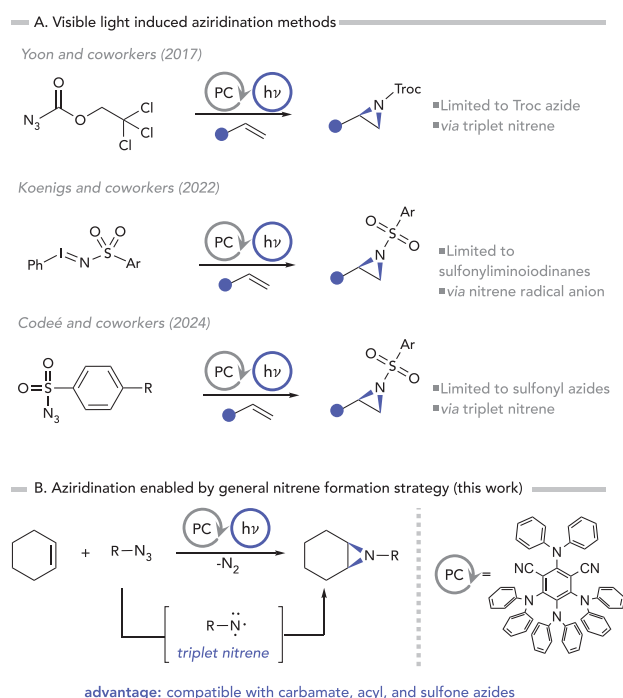 A. Visible light induced aziridination methods
Yoon and coworkers (2017)
O
N3
O
Cl
Cl
Cl
PC
hν
N
Troc
▪Limited to Troc azide
▪via triplet nitrene
Koenigs and coworkers (2022)
Ph
I
N
O
O
S
Ar
PC
hν
Ar
O
S
O
N
▪Limited to
sulfonyliminoiodinanes
▪via nitrene radical anion
Codeé and coworkers (2024)
O
O=S
N3
R
PC
hν
Ar
O
S
O
N
▪Limited to sulfonyl azides
▪via triplet nitrene
B. Aziridination enabled by general nitrene formation strategy (this work)
+
R–N3
PC
hν
-N2
N–R
R–N
triplet nitrene
PC
=
N
NC
CN
N
N
N
advantage: compatible with carbamate, acyl, and sulfone azides